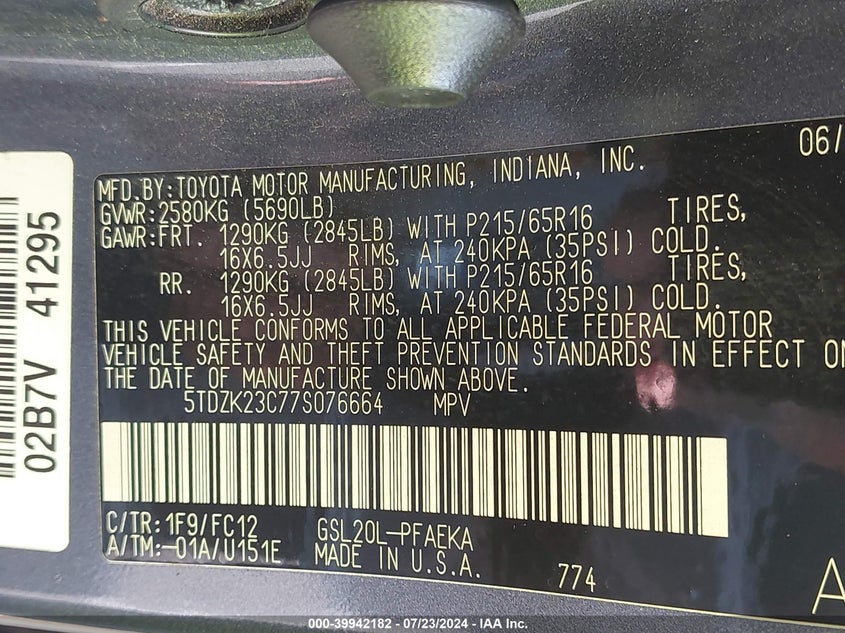 06/
MFD.BY:TOYOTA MOTOR MANUFACTURING, INDIANA, INC.
GVWR:2580KG (5690LB)
GAWR:FRT. 1290KG (2845LB) WITH P215/65R16 TIRES,
16X6.5JJ RIMS, AT 240KPA (35PSI) COLD.
RR. 1290KG (2845LB) WITH P215/65R16 TIRES,
16X6.5JJ RIMS, AT 240KPA (35PSI) COLD.
THIS VEHICLE CONFORMS TO ALL APPLICABLE FEDERAL MOTOR
VEHICLE SAFETY AND THEFT PREVENTION STANDARDS IN EFFECT ON
THE DATE OF MANUFACTURE SHOWN ABOVE.
5TDZK23C77S076664 MPV
C/TR:1F9/FC12 GSL20L-PFAEKA
A/TM:-01A/U151E MADE IN U.S.A. 774
A
02B7V 41295
000-39942182 - 07/23/2024 - IAA Inc.